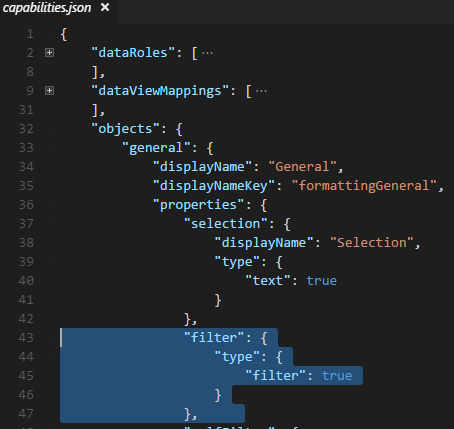 capabilities.json ×
1 {
2 "dataRoles": [ ···
8 ],
9 "dataViewMappings": [ ···
31 ],
32 "objects": {
33 "general": {
34 "displayName": "General",
35 "displayNameKey": "formattingGeneral",
36 "properties": {
37 "selection": {
38 "displayName": "Selection",
39 "type": {
40 "text": true
41 }
42 },
43 "filter": {
44 "type": {
45 "filter": true
46 }
47 },